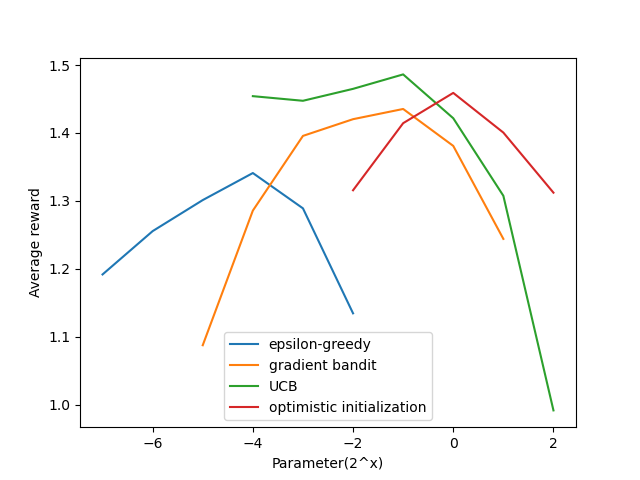 1.5
1.4
1.3
1.2
1.1
1.0
Average reward
epsilon-greedy
gradient bandit
UCB
optimistic initialization
−6
−4
−2
0
2
Parameter(2^x)